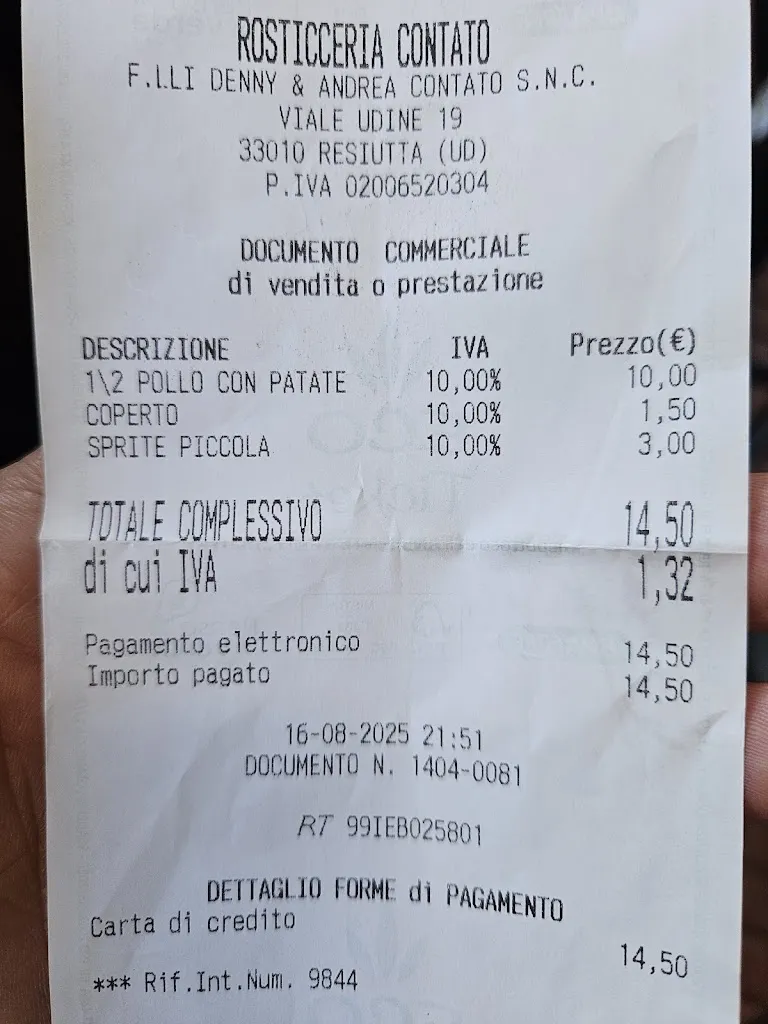 ROSTICCERIA CONTATO
F.LLI DENNY & ANDREA CONTATO S.N.C.
VIALE UDINE 19
33010 RESIUTTA (UD)
P.IVA 02006520304
DOCUMENTO COMMERCIALE
di vendita o prestazione
DESCRIZIONE IVA Prezzo(€)
1\2 POLLO CON PATATE 10,00% 10,00
COPERTO 10,00% 1,50
SPRITE PICCOLA 10,00% 3,00
TOTALE COMPLESSIVO 14,50
di cui IVA 1,32
Pagamento elettronico 14,50
Importo pagato 14,50
16-08-2025 21:51
DOCUMENTO N. 1404-0081
RT 99IEB025801
DETTAGLIO FORME di PAGAMENTO
Carta di credito 14,50
*** Rif.Int.Num. 9844